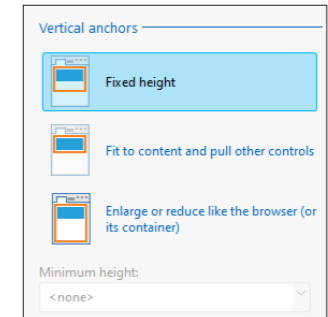 Vertical anchors
Fixed height
Fit to content and pull other controls
Enlarge or reduce like the browser (or
its container)
Minimum height:
<none>